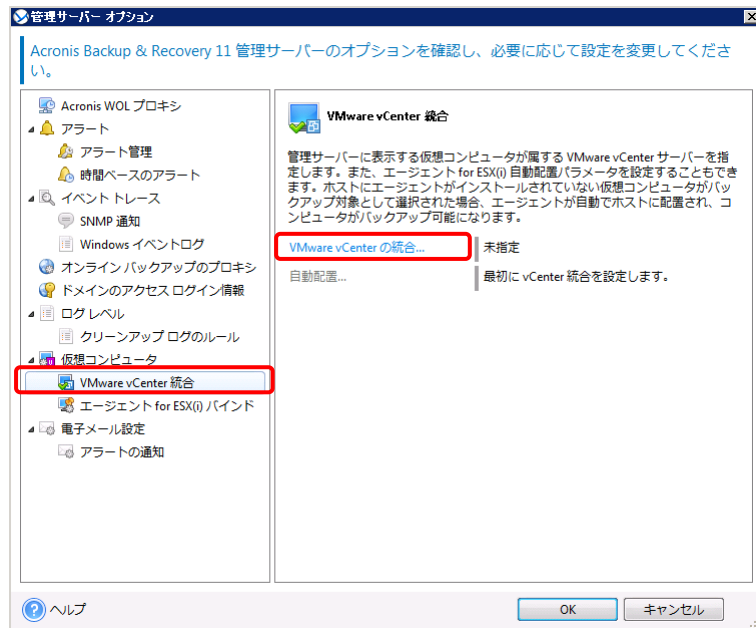 管理サーバー オプション
Acronis Backup & Recovery 11 管理サーバーのオプションを確認し、必要に応じて設定を変更してくださ
い。
Acronis WOL プロキシ
アラート
アラート管理
時間ベースのアラート
イベント トレース
SNMP 通知
Windows イベントログ
オンライン バックアップのプロキシ
ドメインのアクセス ログイン情報
ログ レベル
クリーンアップ ログのルール
仮想コンピュータ
VMware vCenter 統合
エージェント for ESX(i) バインド
電子メール設定
アラートの通知
VMware vCenter 統合
管理サーバーに表示する仮想コンピュータが属する VMware vCenter サーバーを指
定します。また、エージェント for ESX(i) 自動配置パラメータを設定することもでき
ます。ホストにエージェントがインストールされていない仮想コンピュータがバッ
クアップ対象として選択された場合、エージェントが自動でホストに配置され、コ
ンピュータがバックアップ可能になります。
VMware vCenter の統合... 未指定
自動配置... 最初に vCenter 統合を設定します。
ヘルプ
OK
キャンセル